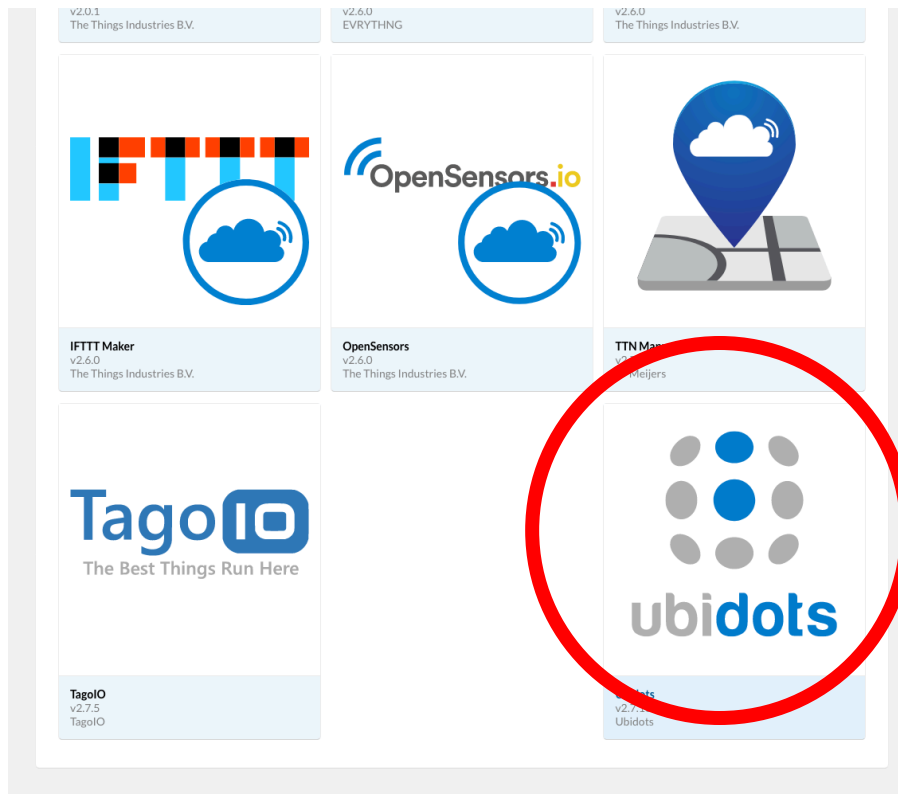 v2.0.1
The Things Industries B.V.
v2.6.0
EVRYTHNG
v2.6.0
The Things Industries B.V.
IFTTT
OpenSensors.io
IFTTT Maker
v2.6.0
The Things Industries B.V.
OpenSensors
v2.6.0
The Things Industries B.V.
TTN
Meijers
TagoIO
The Best Things Run Here
ubidots
TagoIO
v2.7.5
TagoIO
Ubidots